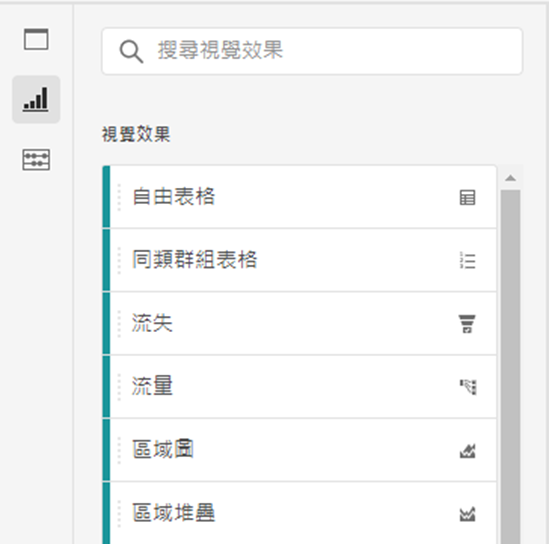 搜尋視覺效果
視覺效果
自由表格
同類群組表格
流失
流量
區域圖
區域堆疊